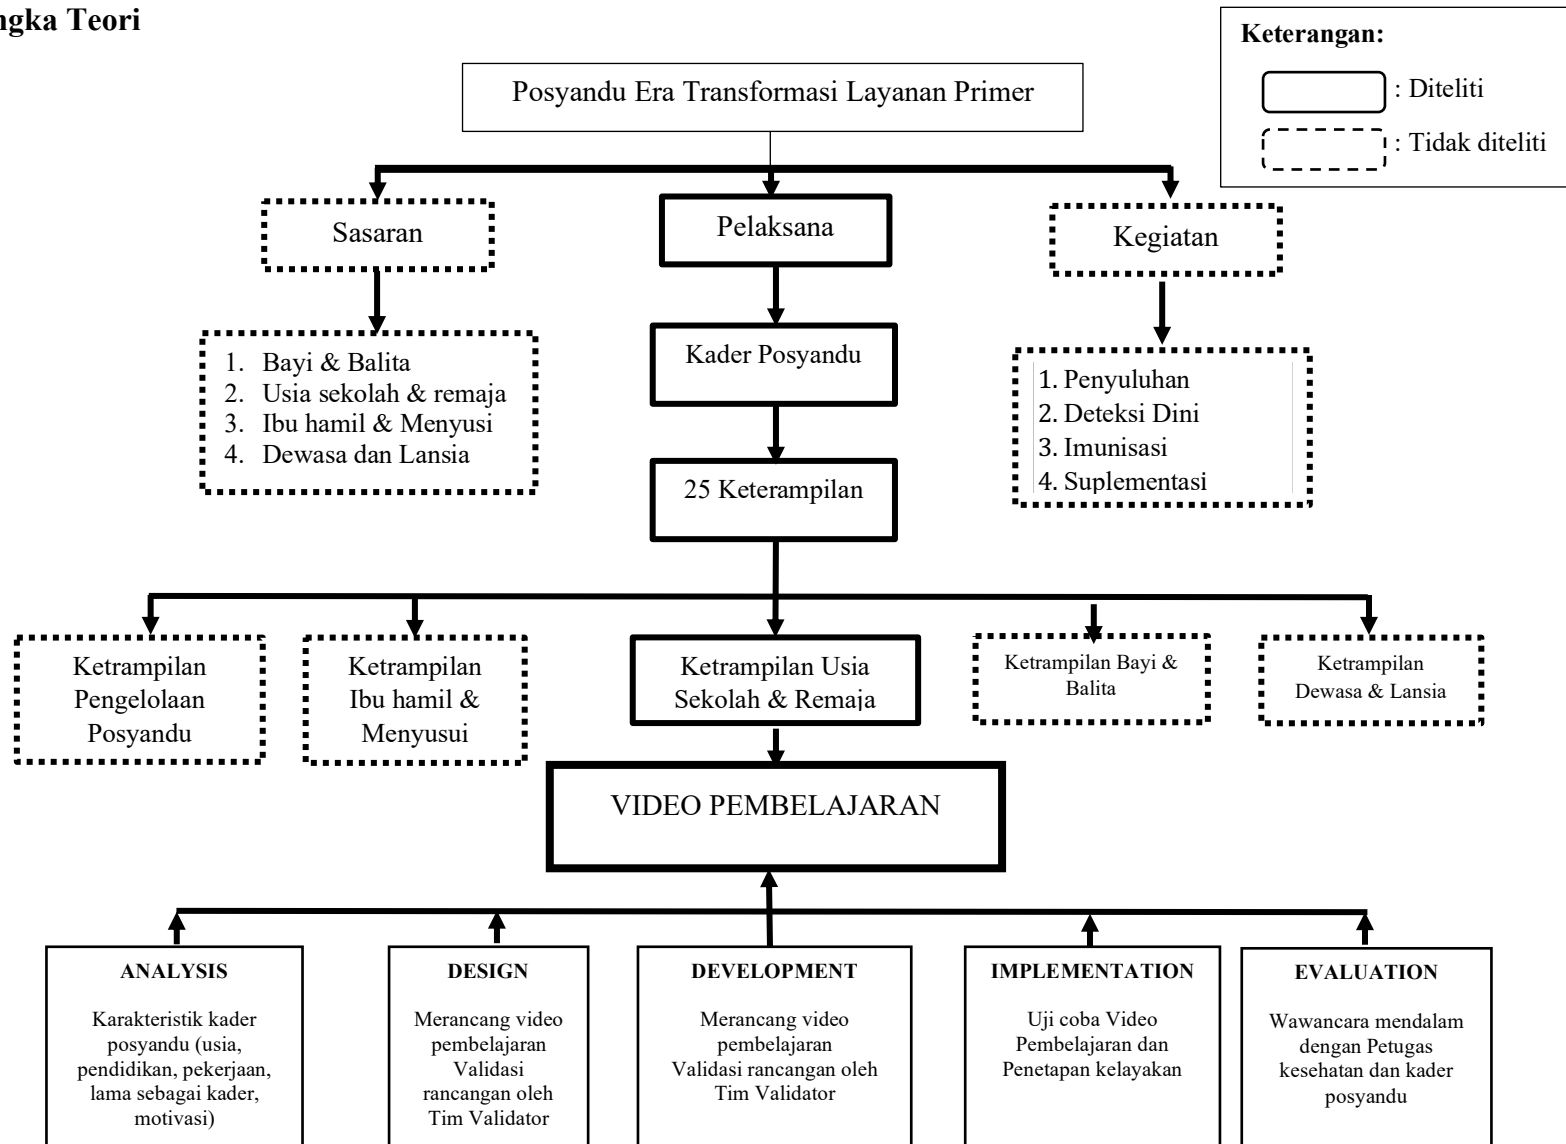 ngka Teori
Keterangan:
: Diteliti
: Tidak diteliti
Posyandu Era Transformasi Layanan Primer
Sasaran
Pelaksana
Kegiatan
1. Bayi & Balita
2. Usia sekolah & remaja
3. Ibu hamil & Menyusi
4. Dewasa dan Lansia
Kader Posyandu
1. Penyuluhan
2. Deteksi Dini
3. Imunisasi
4. Suplementasi
25 Keterampilan
Ketrampilan
Pengelolaan
Posyandu
Ketrampilan
Ibu hamil &
Menyusui
Ketrampilan Usia
Sekolah & Remaja
Ketrampilan Bayi &
Balita
Ketrampilan
Dewasa & Lansia
VIDEO PEMBELAJARAN
ANALYSIS
Karakteristik kader
posyandu (usia,
pendidikan, pekerjaan,
lama sebagai kader,
motivasi)
DESIGN
Merancang video
pembelajaran
Validasi
rancangan oleh
Tim Validator
DEVELOPMENT
Merancang video
pembelajaran
Validasi rancangan oleh
Tim Validator
IMPLEMENTATION
Uji coba Video
Pembelajaran dan
Penetapan kelayakan
EVALUATION
Wawancara mendalam
dengan Petugas
kesehatan dan kader
posyandu